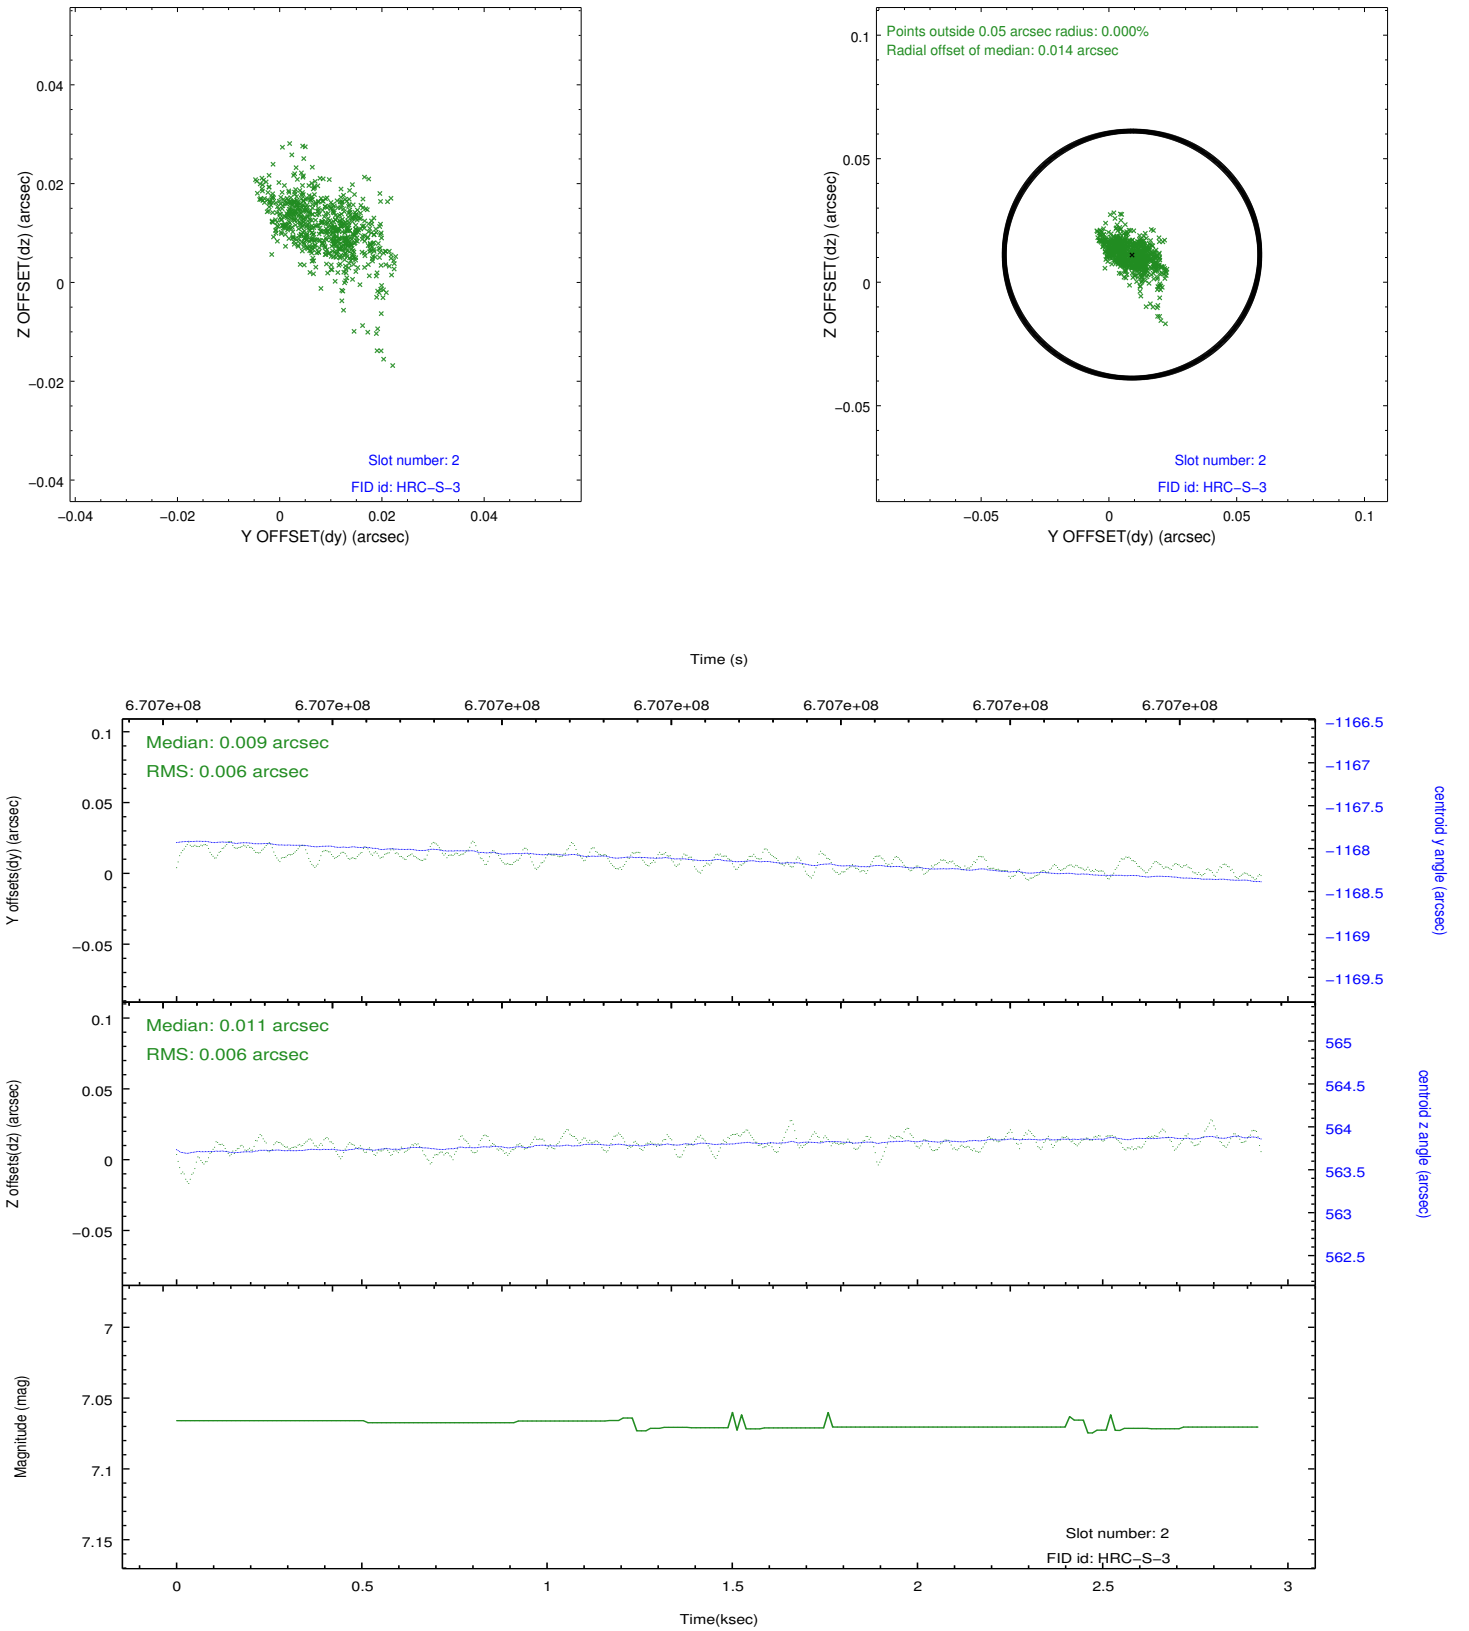 0.04
0.02
0
−0.02
−0.04
Z OFFSET(dz) (arcsec)
Slot number: 2
FID id: HRC−S−3
−0.04 −0.02 0 0.02 0.04
Y OFFSET(dy) (arcsec)
Points outside 0.05 arcsec radius: 0.000%
Radial offset of median: 0.014 arcsec
0.1
0.05
0
−0.05
Z OFFSET(dz) (arcsec)
Slot number: 2
FID id: HRC−S−3
−0.05 0 0.05 0.1
Y OFFSET(dy) (arcsec)
Time (s)
6.707e+08 6.707e+08 6.707e+08 6.707e+08 6.707e+08 6.707e+08 6.707e+08
Median: 0.009 arcsec
RMS: 0.006 arcsec
0.1
0.05
0
−0.05
Y offsets(dy) (arcsec)
−1166.5
−1167
−1167.5
−1168
−1168.5
−1169
−1169.5
centroid y angle (arcsec)
Median: 0.011 arcsec
RMS: 0.006 arcsec
0.1
0.05
0
−0.05
Z offsets(dz) (arcsec)
565
564.5
564
563.5
563
562.5
centroid z angle (arcsec)
7
7.05
7.1
7.15
Magnitude (mag)
Slot number: 2
FID id: HRC−S−3
0 0.5 1 1.5 2 2.5 3
Time(ksec)